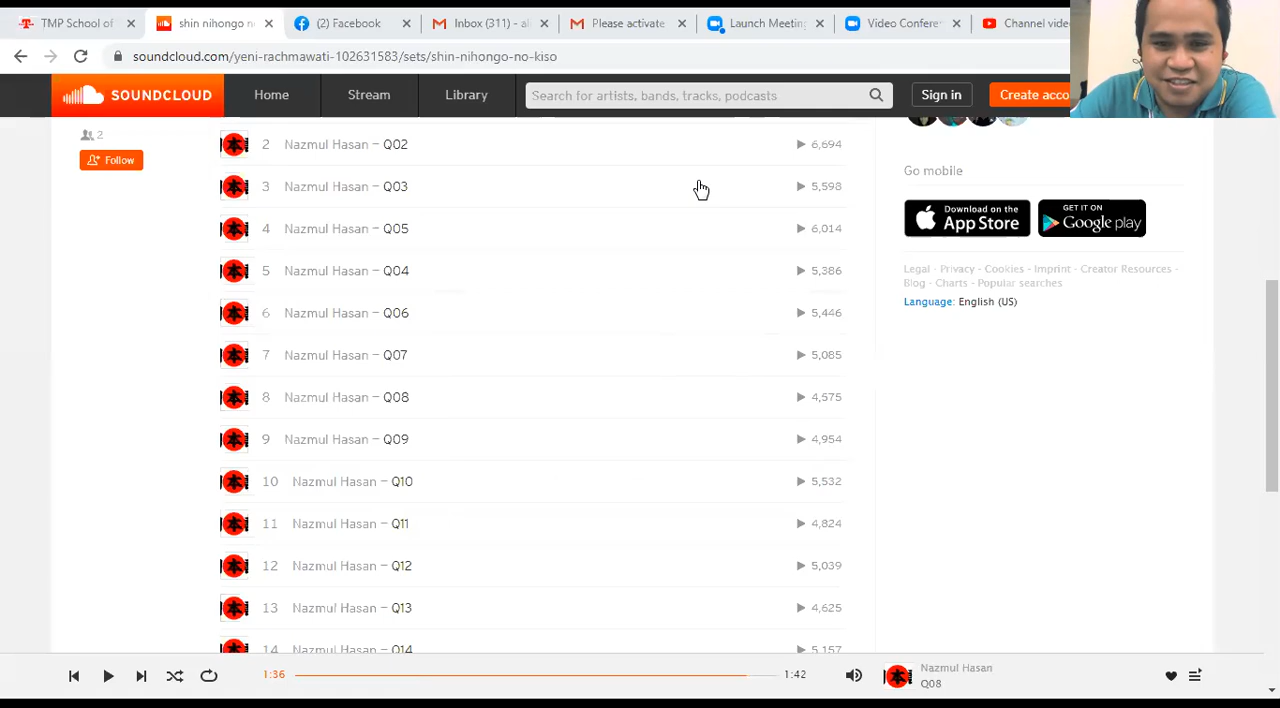 TMP School of
shin nihongo n
(2) Facebook
Inbox (311) - a
Please activate
Launch Meetin
Video Conferen
Channel vide
soundcloud.com/yeni-rachmawati-102631583/sets/shin-nihongo-no-kiso
SOUNDCLOUD
Home
Stream
Library
Search for artists, bands, tracks, podcasts
Sign in
Create acco
2
Follow
2 Nazmul Hasan – Q02 6,694
3 Nazmul Hasan – Q03 5,598
4 Nazmul Hasan – Q05 6,014
5 Nazmul Hasan – Q04 5,386
6 Nazmul Hasan – Q06 5,446
7 Nazmul Hasan – Q07 5,085
8 Nazmul Hasan – Q08 4,575
9 Nazmul Hasan – Q09 4,954
10 Nazmul Hasan – Q10 5,532
11 Nazmul Hasan – Q11 4,824
12 Nazmul Hasan – Q12 5,039
13 Nazmul Hasan – Q13 4,625
14 Nazmul Hasan – Q14 5,157
Go mobile
Download on the
App Store
GET IT ON
Google play
Legal - Privacy - Cookies - Imprint - Creator Resources -
Blog - Charts - Popular searches
Language: English (US)
1:36
1:42
Nazmul Hasan
Q08